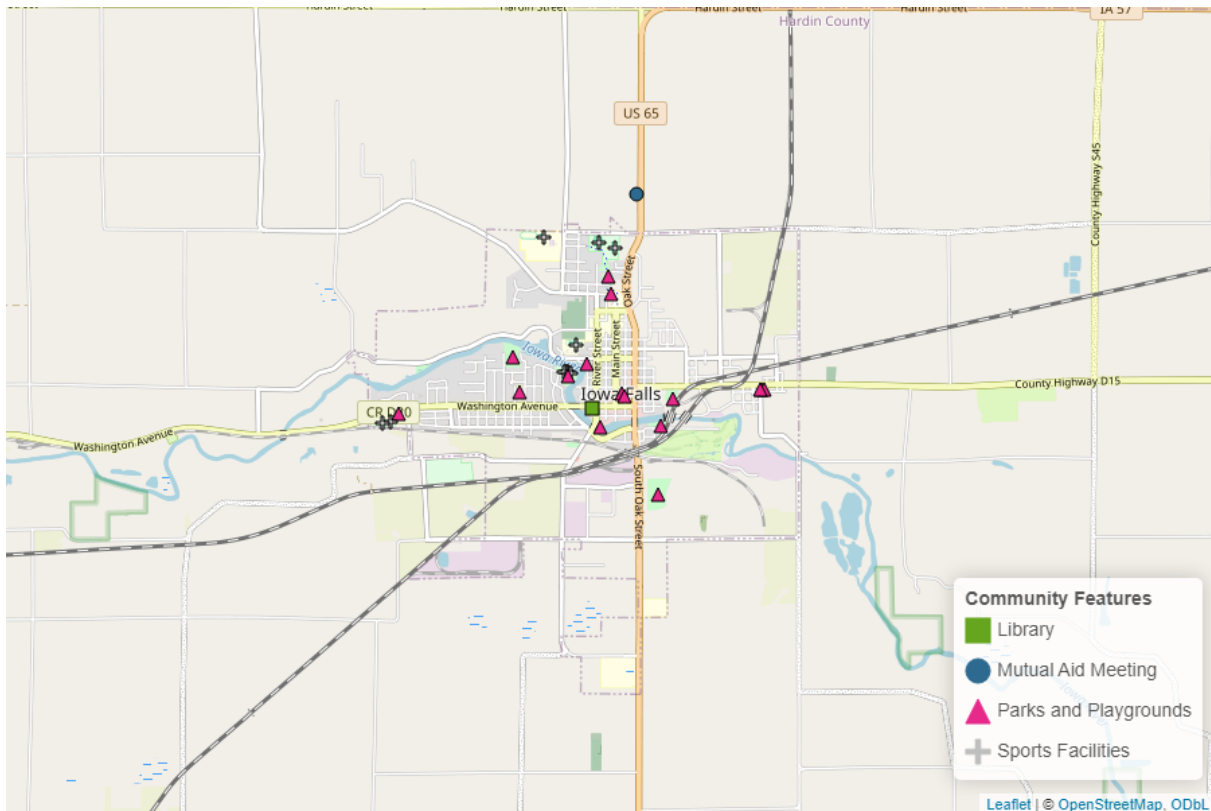 Street
Hardin Street
Hardin Street
Hardin Street
Hardin Street
IA 57
Hardin County
US 65
County Highway S45
Oak Street
Iowa River
River Street
Main Street
County Highway D15
Iowa Falls
CR D20
Washington Avenue
Washington Avenue
South Oak Street
Community Features
Library
Mutual Aid Meeting
Parks and Playgrounds
Sports Facilities
Leaflet | © OpenStreetMap, ODbL